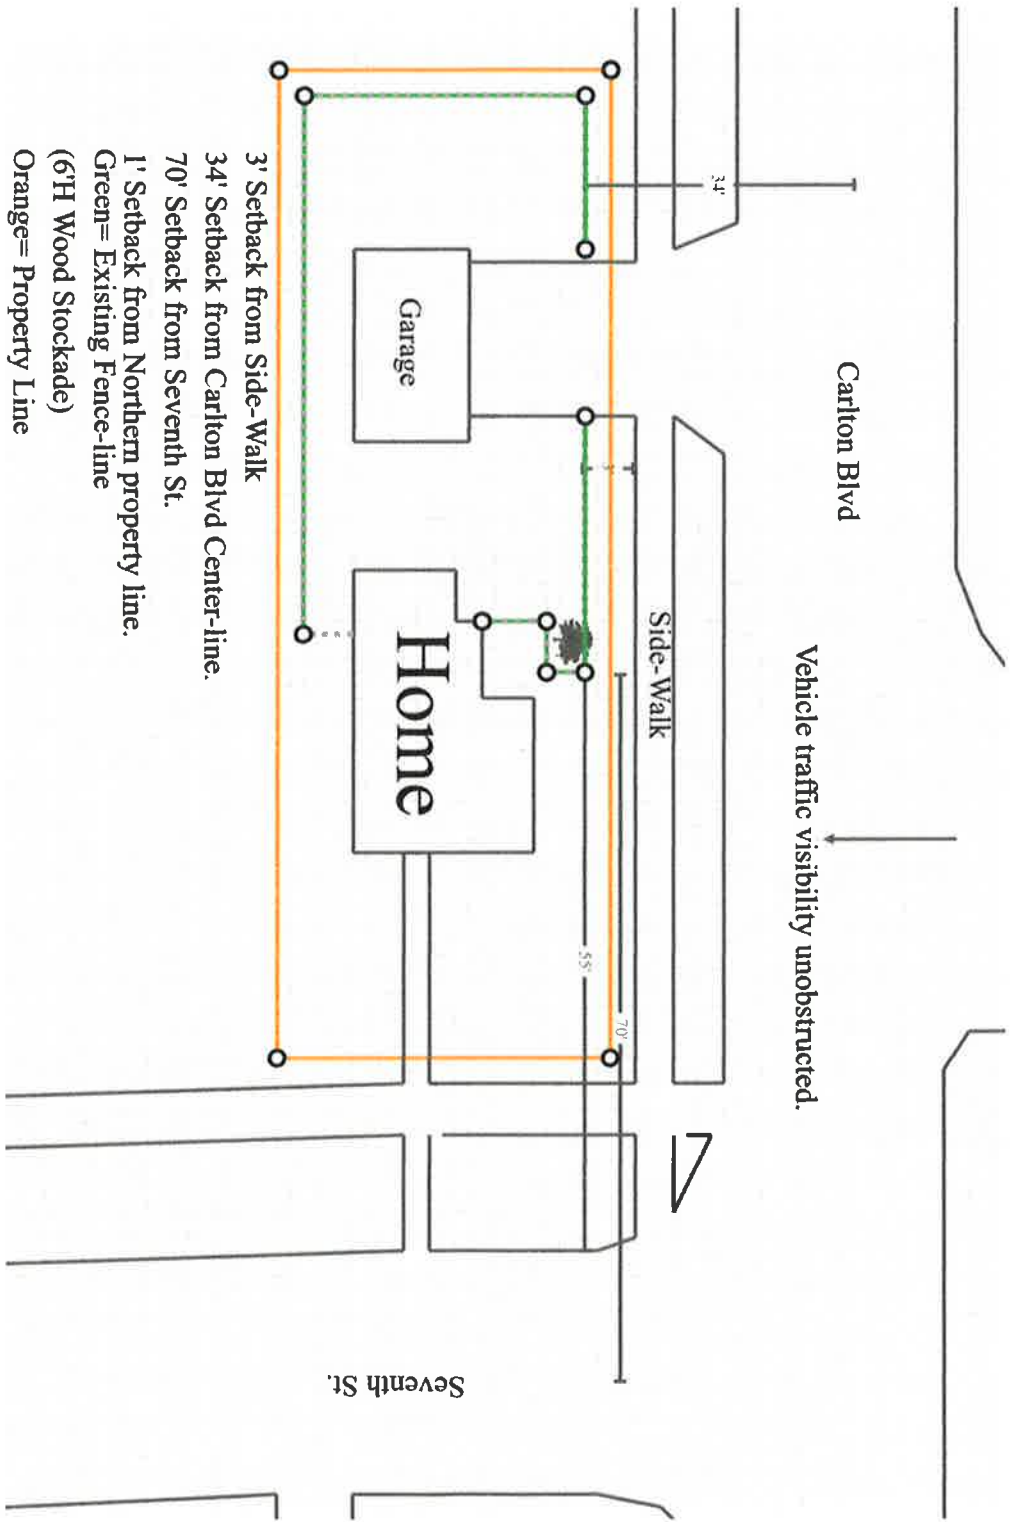 Carlton Blvd
Vehicle traffic visibility unobstructed.
34'
Side-Walk
3'
Garage
Home
55'
70'
Seventh St.
3' Setback from Side-Walk
34' Setback from Carlton Blvd Center-line.
70' Setback from Seventh St.
1' Setback from Northern property line.
Green= Existing Fence-line
(6'H Wood Stockade)
Orange= Property Line